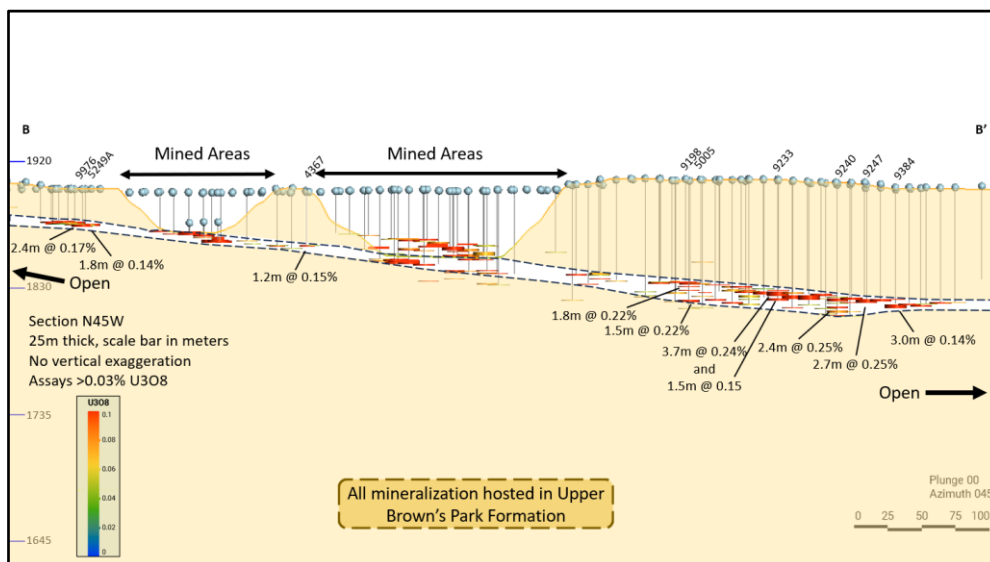 B
B'
1920
9976
5249A
Mined Areas
4367
Mined Areas
9198
5005
9233
9240
9247
9384
2.4m @ 0.17%
1.8m @ 0.14%
Open
1.2m @ 0.15%
1830
1.8m @ 0.22%
1.5m @ 0.22%
3.7m @ 0.24%
and
1.5m @ 0.15
2.4m @ 0.25%
2.7m @ 0.25%
3.0m @ 0.14%
Open
Section N45W
25m thick, scale bar in meters
No vertical exaggeration
Assays >0.03% U3O8
U3O8
0.1
0.08
0.06
0.04
0.02
0
1735
All mineralization hosted in Upper
Brown's Park Formation
Plunge 00
Azimuth 045
0 25 50 75 100
1645